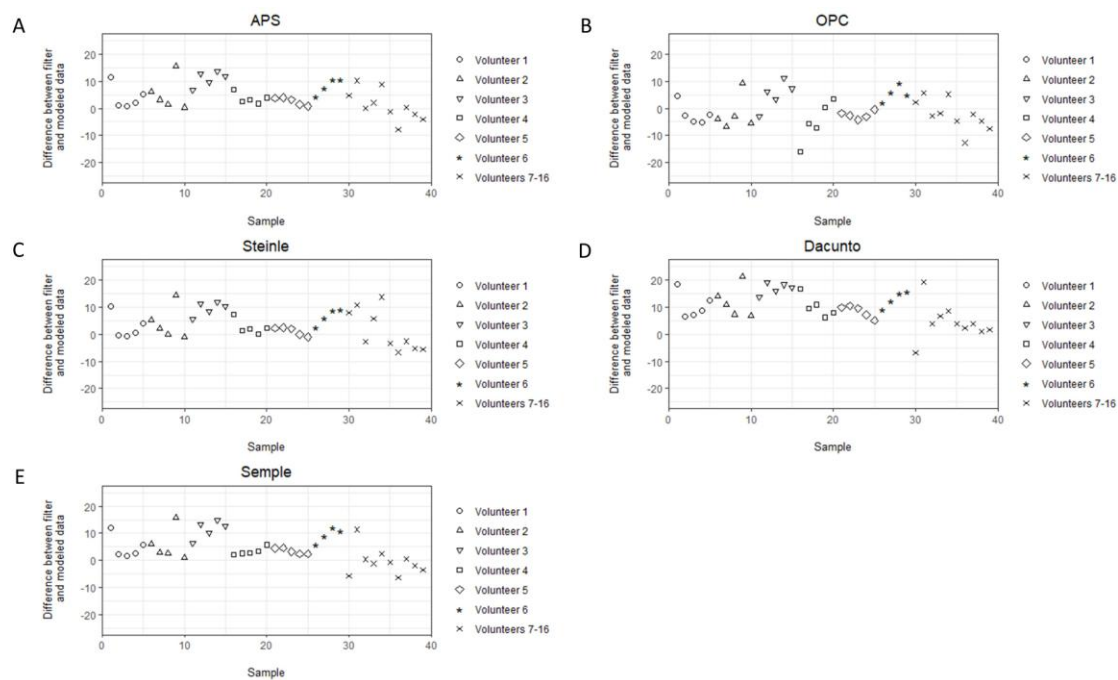 A
APS
Difference between filter
and modeled data
20
10
0
-10
-20
0
10
20
30
40
Sample
Volunteer 1
Volunteer 2
Volunteer 3
Volunteer 4
Volunteer 5
Volunteer 6
Volunteers 7-16
B
OPC
Difference between filter
and modeled data
20
10
0
-10
-20
0
10
20
30
40
Sample
Volunteer 1
Volunteer 2
Volunteer 3
Volunteer 4
Volunteer 5
Volunteer 6
Volunteers 7-16
C
Steinle
Difference between filter
and modeled data
20
10
0
-10
-20
0
10
20
30
40
Sample
Volunteer 1
Volunteer 2
Volunteer 3
Volunteer 4
Volunteer 5
Volunteer 6
Volunteers 7-16
D
Dacunto
Difference between filter
and modeled data
20
10
0
-10
-20
0
10
20
30
40
Sample
Volunteer 1
Volunteer 2
Volunteer 3
Volunteer 4
Volunteer 5
Volunteer 6
Volunteers 7-16
E
Semple
Difference between filter
and modeled data
20
10
0
-10
-20
0
10
20
30
40
Sample
Volunteer 1
Volunteer 2
Volunteer 3
Volunteer 4
Volunteer 5
Volunteer 6
Volunteers 7-16